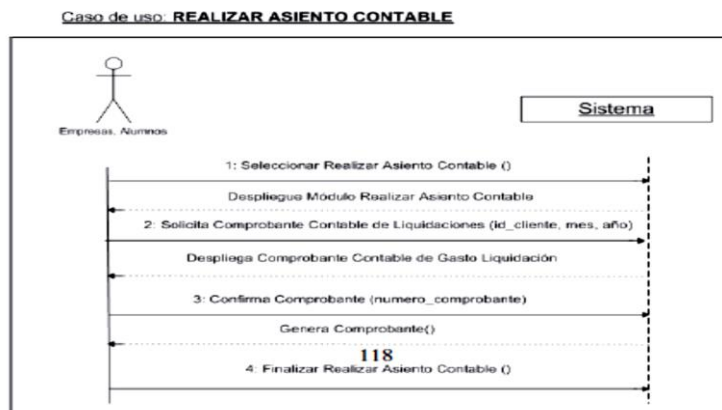 Caso de uso: REALIZAR ASIENTO CONTABLE
Empresas, Alumnos
Sistema
1: Seleccionar Realizar Asiento Contable ()
Despliegue Módulo Realizar Asiento Contable
2: Solicita Comprobante Contable de Liquidaciones (id_cliente, mes, año)
Despliega Comprobante Contable de Gasto Liquidación
3: Confirma Comprobante (numero_comprobante)
Genera Comprobante()
118
4: Finalizar Realizar Asiento Contable ()